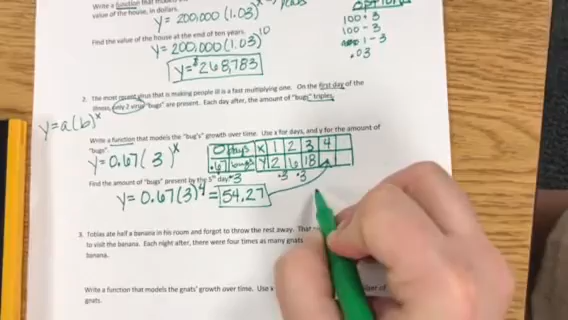 Write a function that models the
value of the house, in dollars.
y = 200,000 (1.03)ˣ
Find the value of the house at the end of ten years.
y = 200,000 (1.03)¹⁰
y = $268,783
100 + 3
100 - 3
1 - 3
.03
2. The most recent virus that is making people ill is a fast multiplying one. On the first day of the
illness, only 2 virus "bugs" are present. Each day after, the amount of "bugs" triples.
y = a(b)ˣ
Write a function that models the "bug's" growth over time. Use x for days, and y for the amount of
"bugs".
y = 0.67( 3 )ˣ
0 days x 1 2 3 4
.67 bugs y 2 6 18
·3 ·3 ·3
Find the amount of "bugs" present by the 5th day.
y = 0.67(3)⁴ = 54.27
3. Tobias ate half a banana in his room and forgot to throw the rest away. That
to visit the banana. Each night after, there were four times as many gnats
banana.
Write a function that models the gnats' growth over time. Use x
gnats.